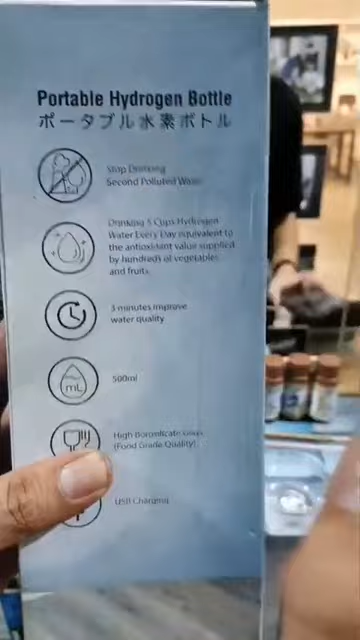 Portable Hydrogen Bottle
ポータブル水素ボトル
Stop Drinking
Second Polluted Water
Drinking 5 Cups Hydrogen
Water Every Day equivalent to
the antioxidant value supplied
by hundreds of vegetables
and fruits.
3 minutes improve
water quality
mL
500ml
High Borosilicate Glass
(Food Grade Quality)
USB Charging